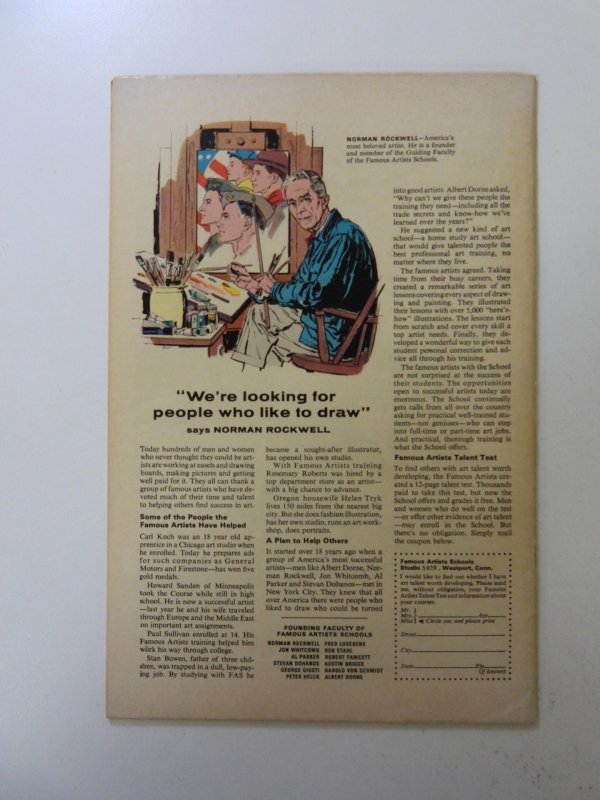 NORMAN ROCKWELL—America's
most beloved artist. He is a founder
and member of the Guiding Faculty
of the Famous Artists Schools.
"We're looking for
people who like to draw"
says NORMAN ROCKWELL
Today hundreds of men and women
who never thought they could be art-
ists are working at easels and drawing
boards, making pictures and getting
well paid for it. They all can thank a
group of famous artists who have de-
voted much of their time and talent
to helping others find success in art.
Some of the People the
Famous Artists Have Helped
Carl Koch was an 18 year old ap-
prentice in a Chicago art studio when
he enrolled. Today he prepares ads
for such companies as General
Motors and Firestone—has won five
gold medals.
Howard Sanden of Minneapolis
took the Course while still in high
school. He is now a successful artist
—last year he and his wife traveled
through Europe and the Middle East
on important art assignments.
Paul Sullivan enrolled at 14. His
Famous Artists training helped him
work his way through college.
Stan Bowen, father of three chil-
dren, was trapped in a dull, low-pay-
ing job. By studying with FAS he
became a sought-after illustrator,
has opened his own studio.
With Famous Artists training
Rosemary Roberts was hired by a
top department store as an artist—
with a big chance to advance.
Oregon housewife Helen Tryk
lives 150 miles from the nearest big
city. But she does fashion illustration,
has her own studio, runs an art work-
shop, does portraits.
A Plan to Help Others
It started over 18 years ago when a
group of America's most successful
artists—men like Albert Dorne, Nor-
man Rockwell, Jon Whitcomb, Al
Parker and Stevan Dohanos—met in
New York City. They knew that all
over America there were people who
liked to draw who could be turned
FOUNDING FACULTY OF
FAMOUS ARTISTS SCHOOLS
NORMAN ROCKWELL FRED LUDEKENS
JON WHITCOMB BEN STAHL
AL PARKER ROBERT FAWCETT
STEVAN DOHANOS AUSTIN BRIGGS
GEORGE GIUSTI HAROLD VON SCHMIDT
PETER HELCK ALBERT DORNE
into good artists. Albert Dorne asked,
"Why can't we give these people the
training they need—including all the
trade secrets and know-how we've
learned over the years?"
He suggested a new kind of art
school—a home study art school—
that would give talented people the
best professional art training, no
matter where they live.
The famous artists agreed. Taking
time from their busy careers, they
created a remarkable series of art
lessons covering every aspect of draw-
ing and painting. They illustrated
their lessons with over 5,000 "here's-
how" illustrations. The lessons start
from scratch and cover every skill a
top artist needs. Finally, they de-
veloped a wonderful way to give each
student personal correction and ad-
vice all through his training.
The famous artists with the School
are not surprised at the success of
their students. The opportunities
open to successful artists today are
enormous. The School continually
gets calls from all over the country
asking for practical well-trained stu-
dents—not geniuses—who can step
into full-time or part-time art jobs.
And practical, thorough training is
what the School offers.
Famous Artists Talent Test
To find others with art talent worth
developing, the Famous Artists cre-
ated a 12-page talent test. Thousands
paid to take this test, but now the
School offers and grades it free. Men
and women who do well on the test
—or offer other evidence of art talent
—may enroll in the School. But
there's no obligation. Simply mail
the coupon below.
Famous Artists Schools
Studio 5079, Westport, Conn.
I would like to find out whether I have
art talent worth developing. Please send
me, without obligation, your Famous
Artists Talent Test and information about
your courses.
Mr.
Mrs. Age
Miss Circle one and please print
Street
City
State Zip
(if known)